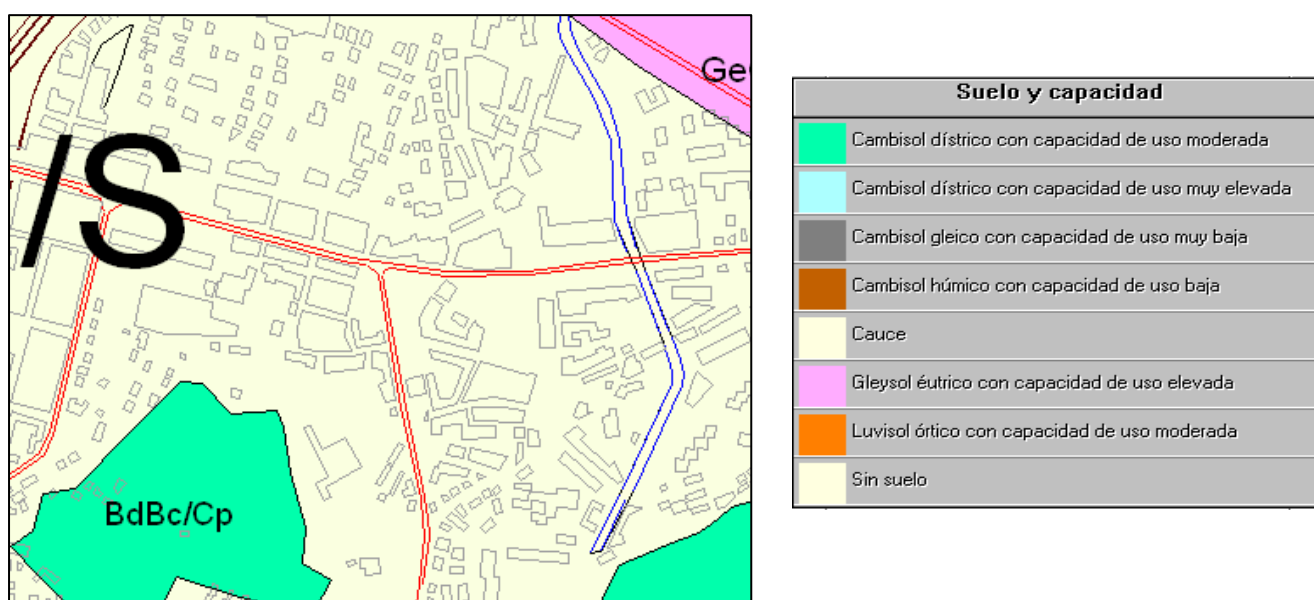 Ge
/S
BdBc/Cp
Suelo y capacidad
Cambisol dístrico con capacidad de uso moderada
Cambisol dístrico con capacidad de uso muy elevada
Cambisol gleico con capacidad de uso muy baja
Cambisol húmico con capacidad de uso baja
Cauce
Gleysol éutrico con capacidad de uso elevada
Luvisol órtico con capacidad de uso moderada
Sin suelo